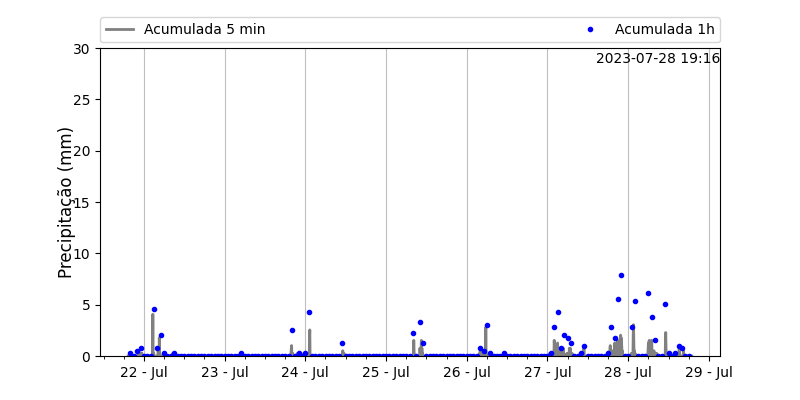 Acumulada 5 min Acumulada 1h
2023-07-28 19:16
Precipitação (mm)
30
25
20
15
10
5
0
22 - Jul 23 - Jul 24 - Jul 25 - Jul 26 - Jul 27 - Jul 28 - Jul 29 - Jul